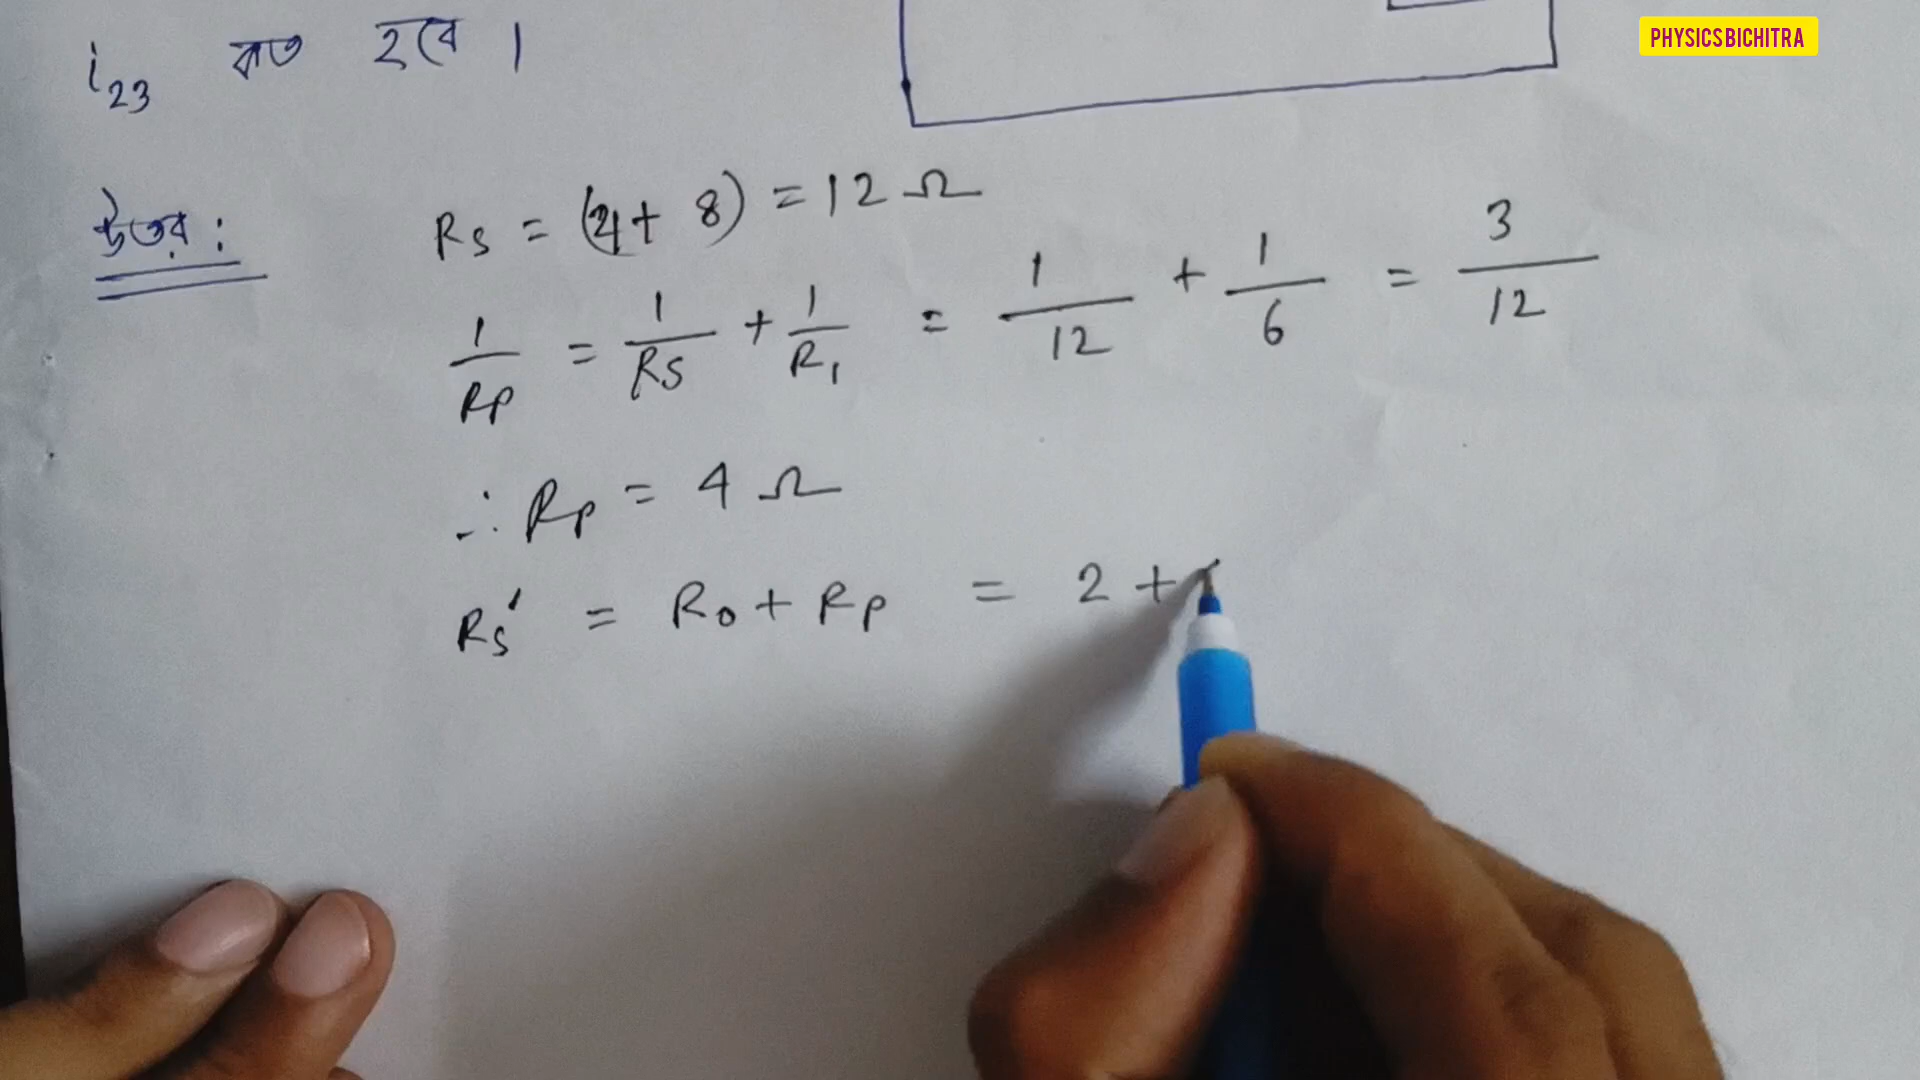 PHYSICSBICHITRA
i₂₃ কত হবে ।
উত্তর :
Rs = (4 + 8) = 12 Ω
1/Rp = 1/Rs + 1/R₁ = 1/12 + 1/6 = 3/12
∴ Rp = 4 Ω
Rs′ = R₀ + Rp = 2 +